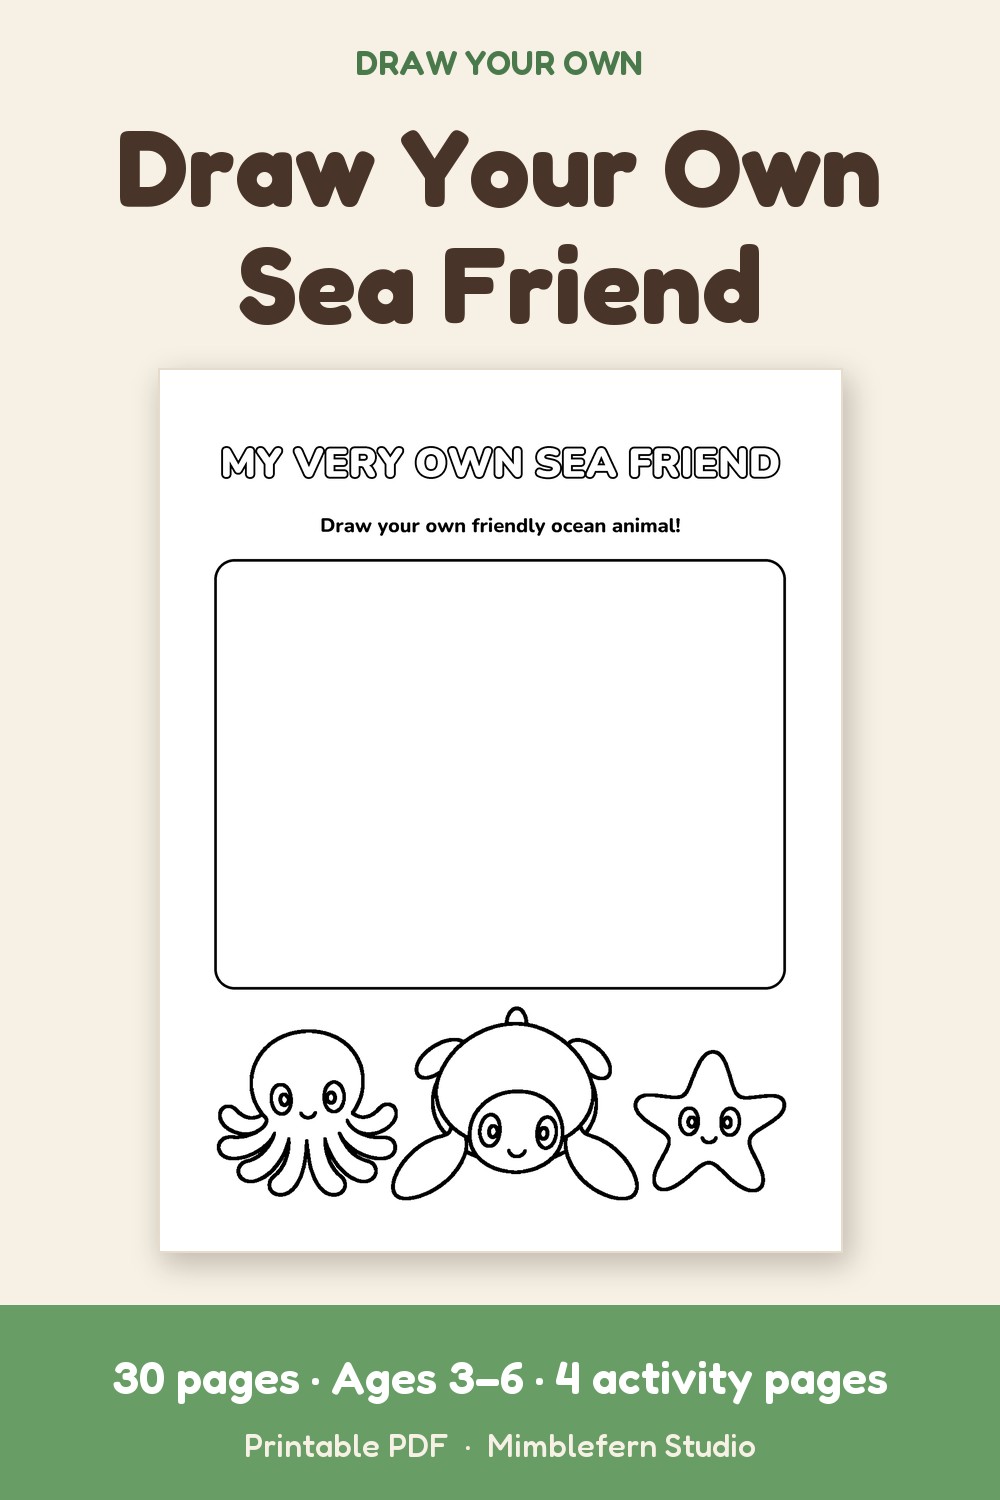 DRAW YOUR OWN
Draw Your Own
Sea Friend
MY VERY OWN SEA FRIEND
Draw your own friendly ocean animal!
30 pages · Ages 3–6 · 4 activity pages
Printable PDF · Mimblefern Studio